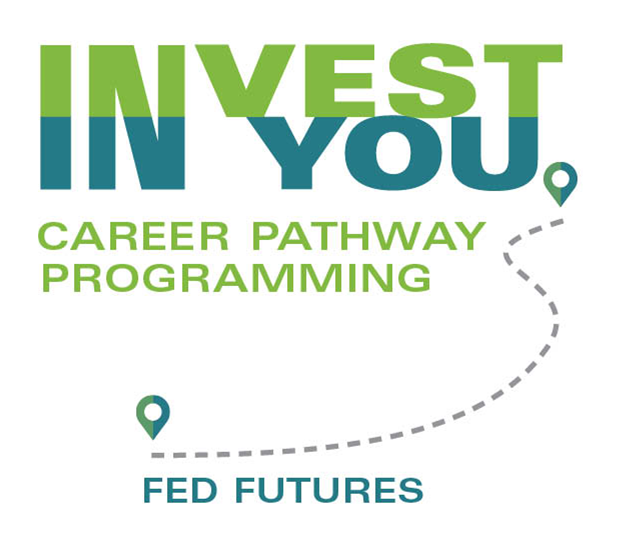 INVEST
IN YOU
CAREER PATHWAY
PROGRAMMING
FED FUTURES